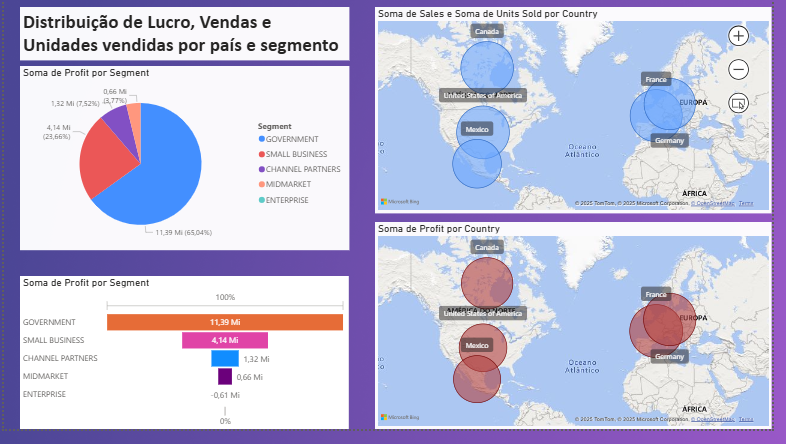 Distribuição de Lucro, Vendas e
Unidades vendidas por país e segmento
Soma de Profit por Segment
0,66 Mi
(3,77%)
1,32 Mi (7,52%)
4,14 Mi
(23,66%)
11,39 Mi (65,04%)
Segment
GOVERNMENT
SMALL BUSINESS
CHANNEL PARTNERS
MIDMARKET
ENTERPRISE
Soma de Profit por Segment
100%
GOVERNMENT
11,39 Mi
SMALL BUSINESS
4,14 Mi
CHANNEL PARTNERS
1,32 Mi
MIDMARKET
0,66 Mi
ENTERPRISE
-0,61 Mi
0%
Soma de Sales e Soma de Units Sold por Country
Canada
United States of America
Mexico
France
EUROPA
Germany
Oceano
Atlântico
ÁFRICA
Microsoft Bing
© 2025 TomTom, © 2025 Microsoft Corporation, © OpenStreetMap Terms
Soma de Profit por Country
Canada
United States of America
Mexico
France
EUROPA
Germany
Oceano
Atlântico
ÁFRICA
Microsoft Bing
© 2025 TomTom, © 2025 Microsoft Corporation, © OpenStreetMap Terms